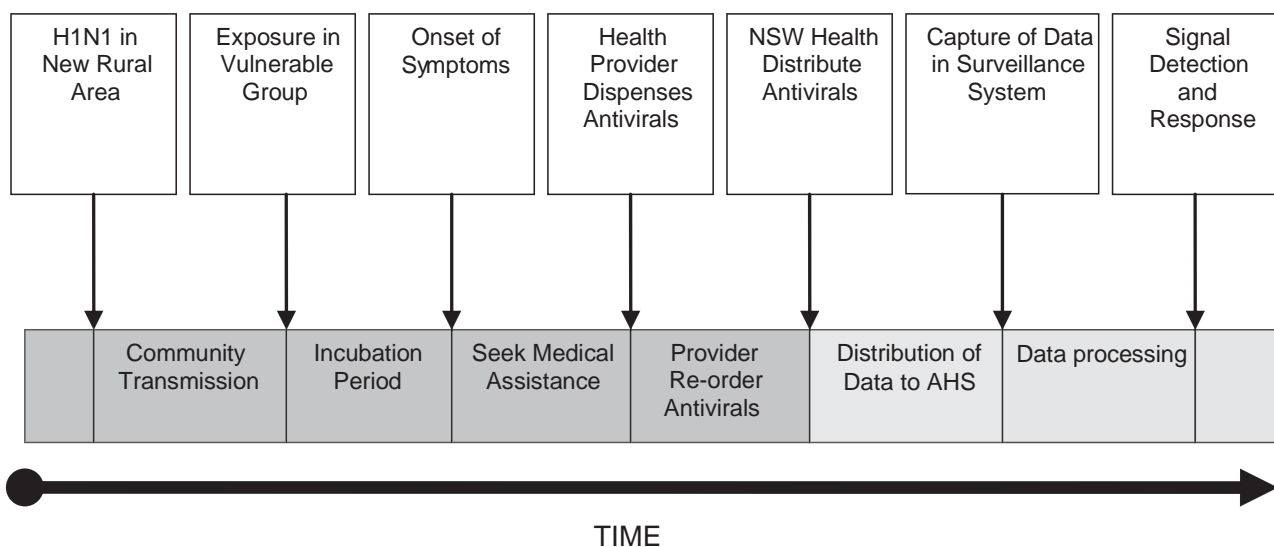 H1N1 in
New Rural
Area
Exposure in
Vulnerable
Group
Onset of
Symptoms
Health
Provider
Dispenses
Antivirals
NSW Health
Distribute
Antivirals
Capture of Data
in Surveillance
System
Signal
Detection
and
Response
Community
Transmission
Incubation
Period
Seek Medical
Assistance
Provider
Re-order
Antivirals
Distribution of
Data to AHS
Data processing
TIME